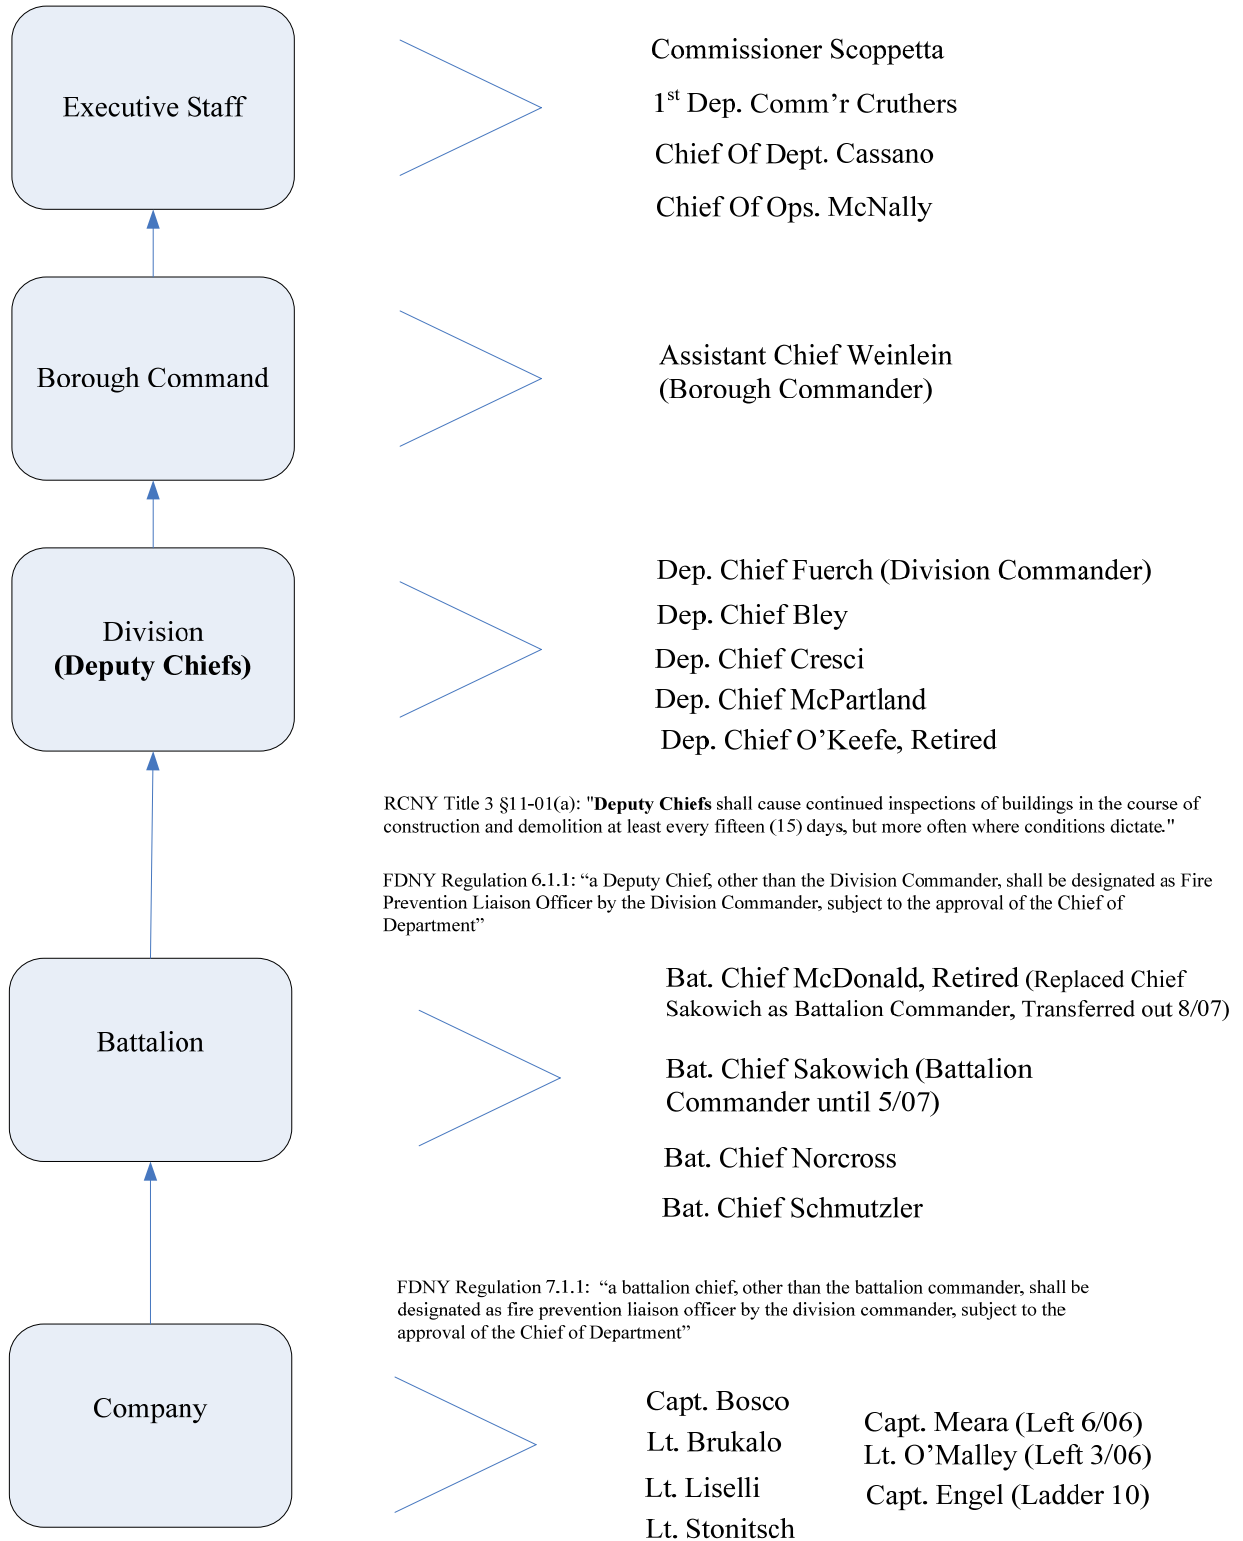 Executive Staff
Commissioner Scoppetta
1st Dep. Comm’r Cruthers
Chief Of Dept. Cassano
Chief Of Ops. McNally
Borough Command
Assistant Chief Weinlein
(Borough Commander)
Division
(Deputy Chiefs)
Dep. Chief Fuerch (Division Commander)
Dep. Chief Bley
Dep. Chief Cresci
Dep. Chief McPartland
Dep. Chief O’Keefe, Retired
RCNY Title 3 §11-01(a): "Deputy Chiefs shall cause continued inspections of buildings in the course of
construction and demolition at least every fifteen (15) days, but more often where conditions dictate."
FDNY Regulation 6.1.1: “a Deputy Chief, other than the Division Commander, shall be designated as Fire
Prevention Liaison Officer by the Division Commander, subject to the approval of the Chief of
Department”
Battalion
Bat. Chief McDonald, Retired (Replaced Chief
Sakowich as Battalion Commander, Transferred out 8/07)
Bat. Chief Sakowich (Battalion
Commander until 5/07)
Bat. Chief Norcross
Bat. Chief Schmutzler
FDNY Regulation 7.1.1: “a battalion chief, other than the battalion commander, shall be
designated as fire prevention liaison officer by the division commander, subject to the
approval of the Chief of Department”
Company
Capt. Bosco
Lt. Brukalo
Lt. Liselli
Lt. Stonitsch
Capt. Meara (Left 6/06)
Lt. O’Malley (Left 3/06)
Capt. Engel (Ladder 10)